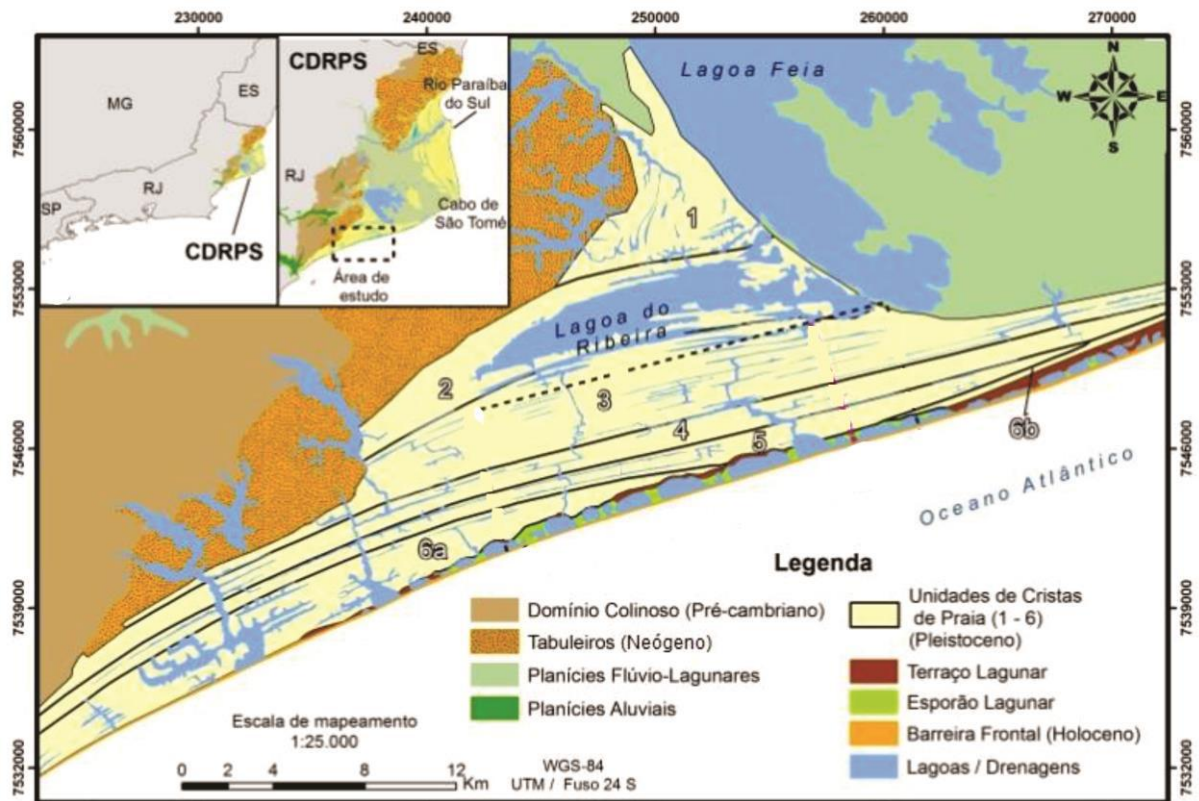 230000
240000
250000
260000
270000
7560000
7553000
7546000
7539000
7532000
7560000
7553000
7546000
7539000
7532000
MG
ES
RJ
SP
CDRPS
CDRPS
ES
Rio Paraíba
do Sul
RJ
Cabo de
São Tomé
Área de
estudo
Lagoa Feia
N
W
E
S
1
Lagoa do
Ribeira
2
3
4
5
6b
6a
Oceano Atlântico
Legenda
Domínio Colinoso (Pré-cambriano)
Tabuleiros (Neógeno)
Planícies Flúvio-Lagunares
Planícies Aluviais
Unidades de Cristas
de Praia (1 - 6)
(Pleistoceno)
Terraço Lagunar
Esporão Lagunar
Barreira Frontal (Holoceno)
Lagoas / Drenagens
Escala de mapeamento
1:25.000
0 2 4 8 12
Km
WGS-84
UTM / Fuso 24 S